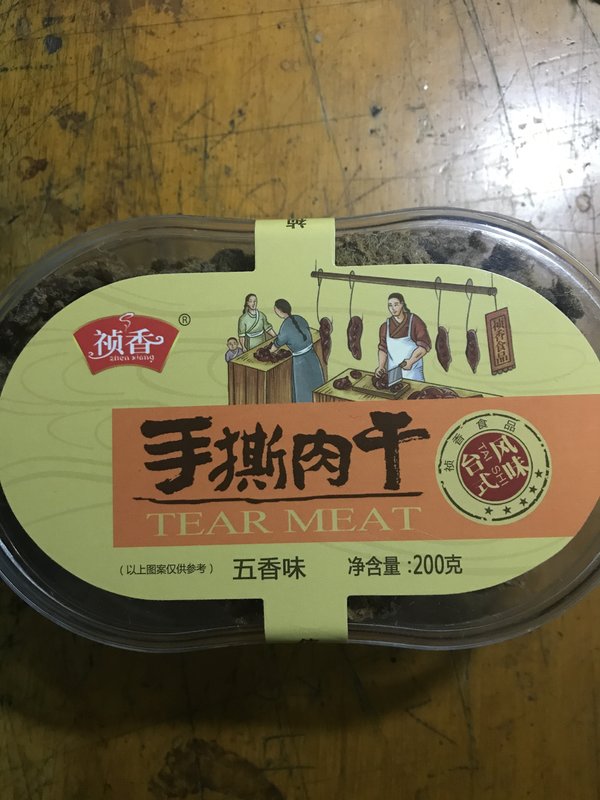 祯
祯香®
zhen xiang
祯香食品
手撕肉干
TEAR MEAT
祯香食品
台式风味
TAI SHI
(以上图案仅供参考)
五香味
净含量:200克